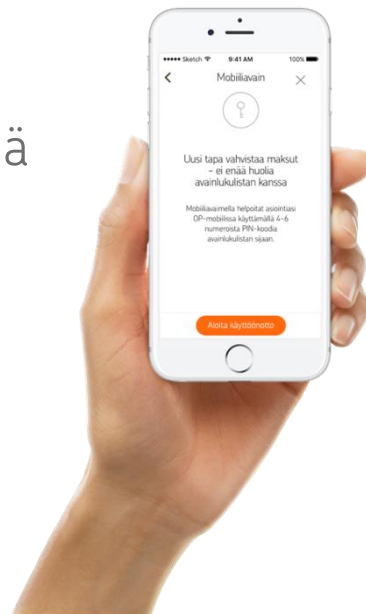 ä
Sketch 9:41 AM 100%
Mobiiliavain
Uusi tapa vahvistaa maksut
- ei enää huolia
avainlukulistan kanssa
Mobiiliavaimella helpoitat asiointiasi
OP-mobiilissa käyttämällä 4-6
numeroista PIN-koodia
avainlukulistan sijaan.
Aloita käyttöönotto